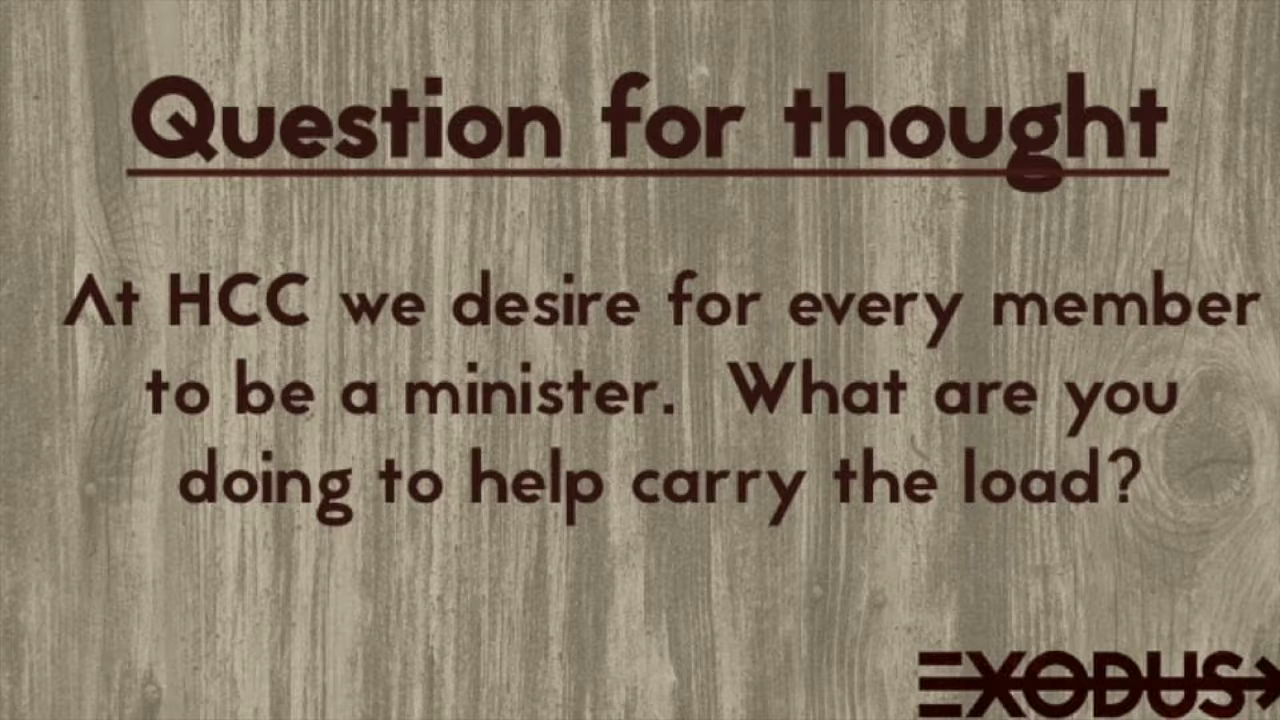 Question for thought
At HCC we desire for every member
to be a minister. What are you
doing to help carry the load?
EXODUS